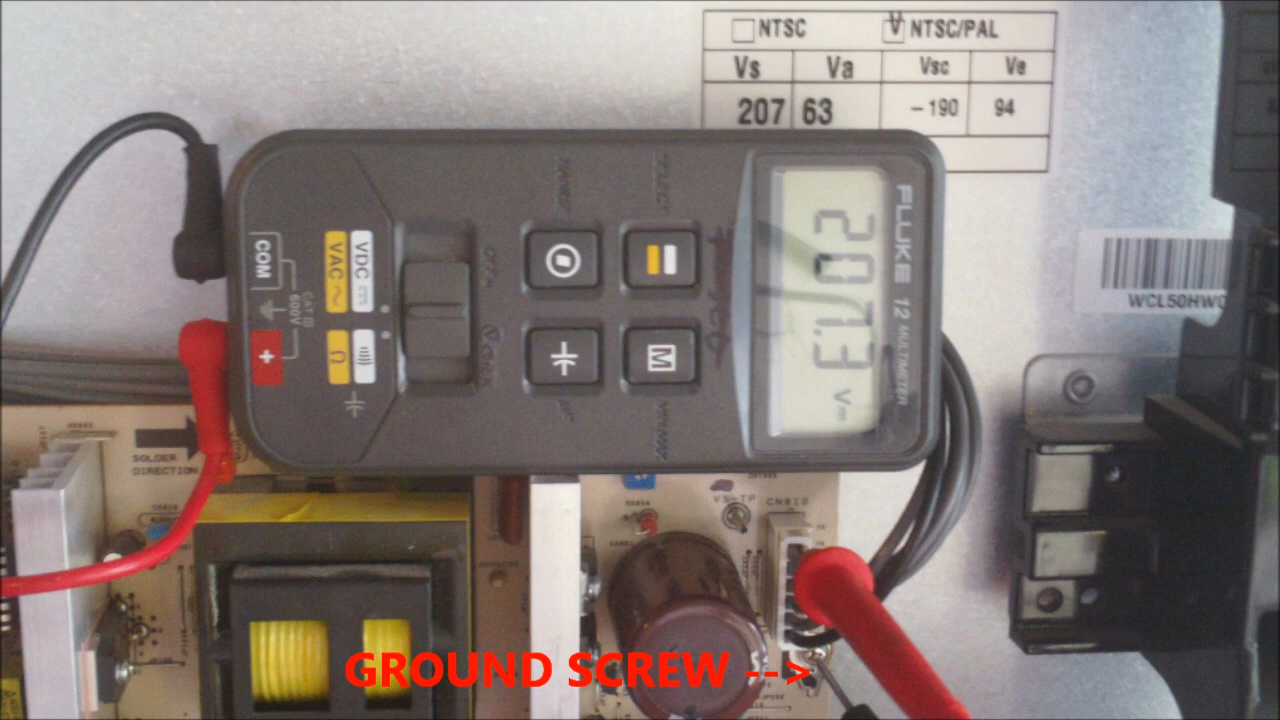 NTSC
V NTSC/PAL
Vs Va Vsc Ve
207 63 -190 94
FLUKE 12 MULTIMETER
207.3 V
COM
600V
CAT III
+
VAC ~
VDC
Ω
M
WCL50HWC
SOLDER
DIRECTION
VS-TP
CN810
GROUND SCREW -->